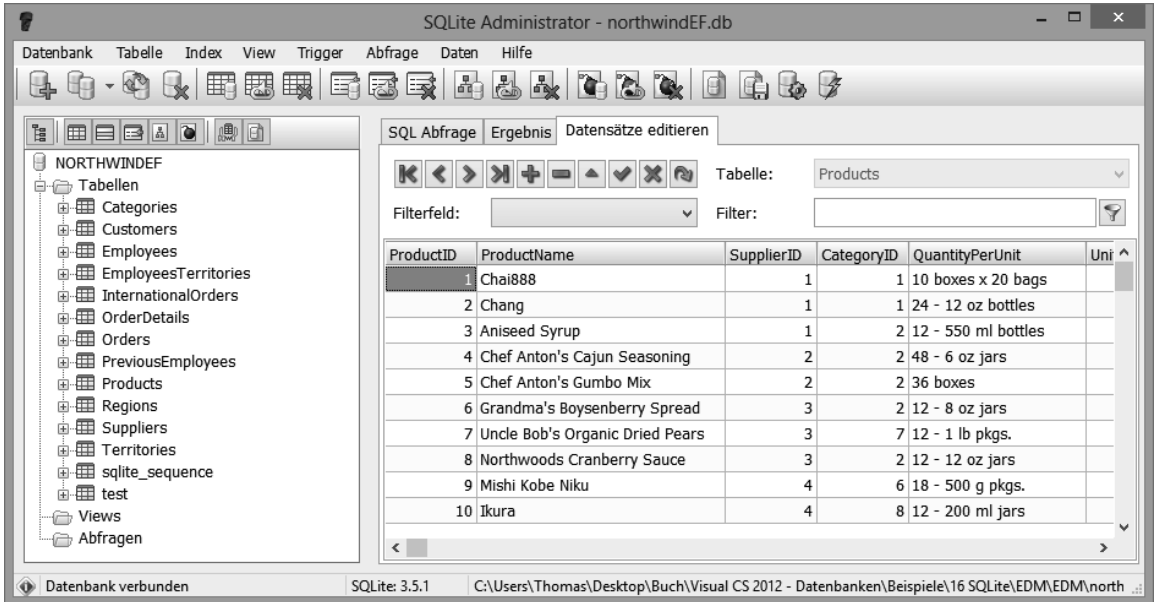 SQLite Administrator - northwindEF.db
Datenbank Tabelle Index View Trigger Abfrage Daten Hilfe
NORTHWINDEF
Tabellen
Categories
Customers
Employees
EmployeesTerritories
InternationalOrders
OrderDetails
Orders
PreviousEmployees
Products
Regions
Suppliers
Territories
sqlite_sequence
test
Views
Abfragen
SQL Abfrage Ergebnis Datensätze editieren
Tabelle: Products
Filterfeld: Filter:
ProductID ProductName SupplierID CategoryID QuantityPerUnit Uni
1 Chai888 1 1 10 boxes x 20 bags
2 Chang 1 1 24 - 12 oz bottles
3 Aniseed Syrup 1 2 12 - 550 ml bottles
4 Chef Anton's Cajun Seasoning 2 2 48 - 6 oz jars
5 Chef Anton's Gumbo Mix 2 2 36 boxes
6 Grandma's Boysenberry Spread 3 2 12 - 8 oz jars
7 Uncle Bob's Organic Dried Pears 3 7 12 - 1 lb pkgs.
8 Northwoods Cranberry Sauce 3 2 12 - 12 oz jars
9 Mishi Kobe Niku 4 6 18 - 500 g pkgs.
10 Ikura 4 8 12 - 200 ml jars
Datenbank verbunden SQLite: 3.5.1 C:\Users\Thomas\Desktop\Buch\Visual CS 2012 - Datenbanken\Beispiele\16 SQLite\EDM\EDM\north